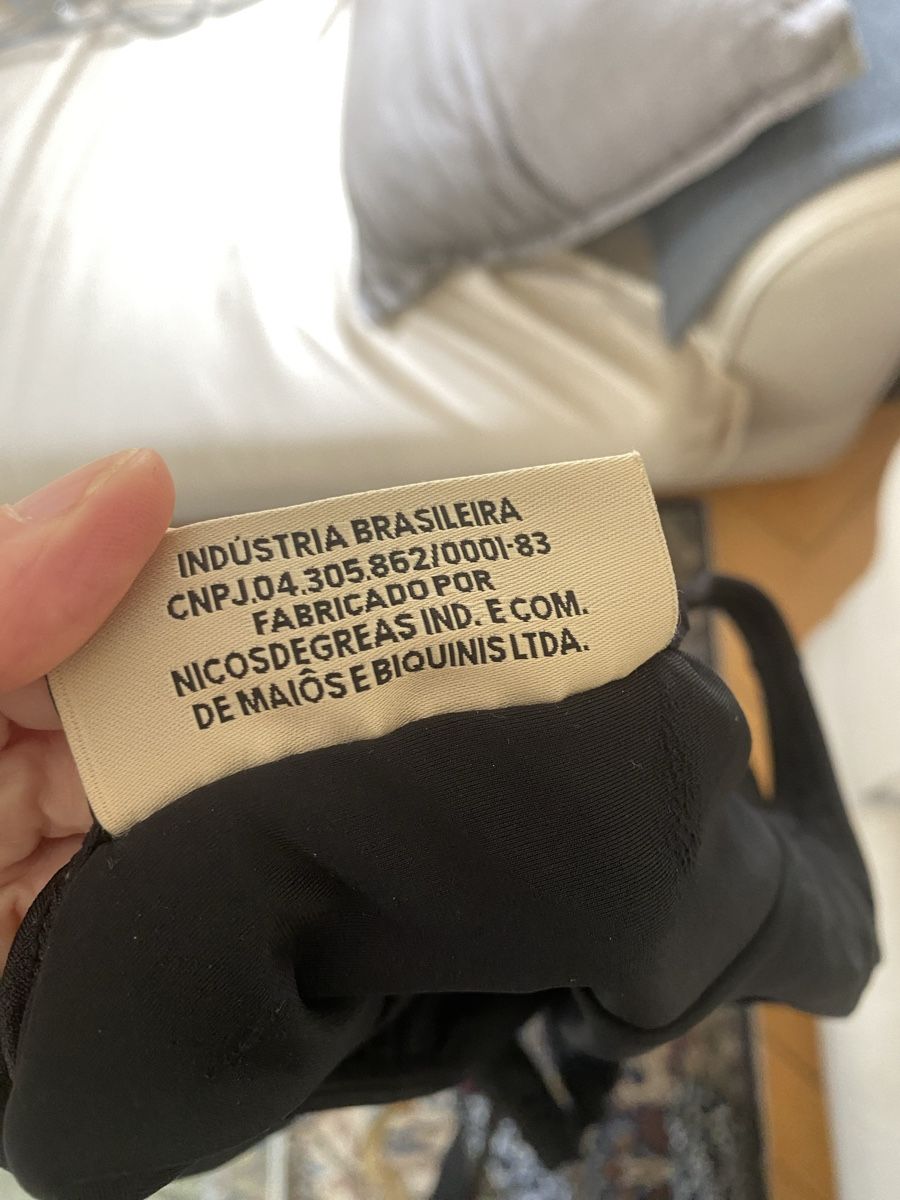 INDÚSTRIA BRASILEIRA
CNPJ.04.305.862/0001-83
FABRICADO POR
NICOSDEGREAS IND. E COM.
DE MAIÔS E BIQUINIS LTDA.